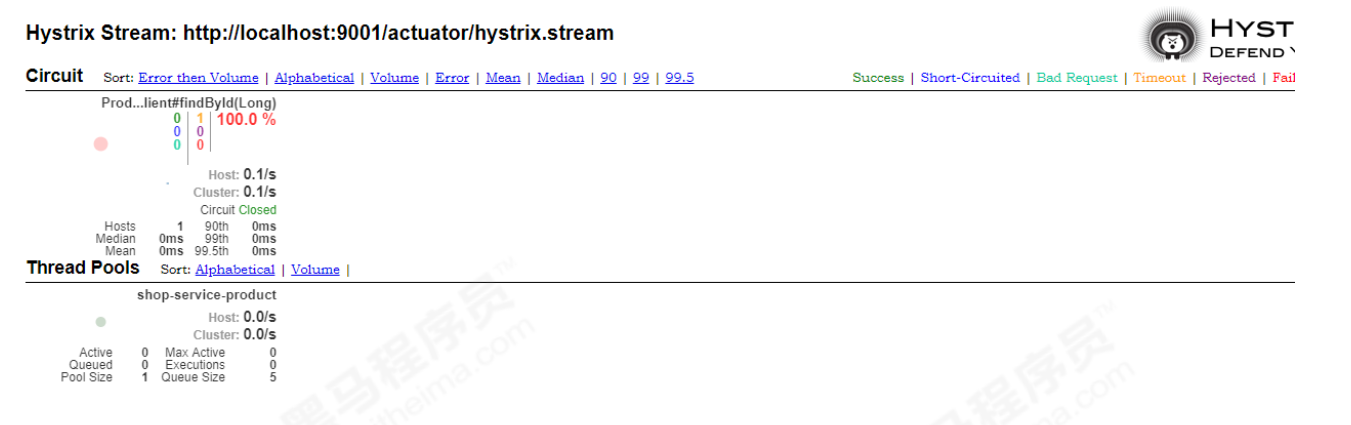 Hystrix Stream: http://localhost:9001/actuator/hystrix.stream
HYST
DEFEND
Circuit Sort: Error then Volume | Alphabetical | Volume | Error | Mean | Median | 90 | 99 | 99.5
Success | Short-Circuited | Bad Request | Timeout | Rejected | Fail
Prod...lient#findById(Long)
0 1 100.0 %
0 0
0 0
Host: 0.1/s
Cluster: 0.1/s
Circuit Closed
Hosts 1 90th 0ms
Median 0ms 99th 0ms
Mean 0ms 99.5th 0ms
Thread Pools Sort: Alphabetical | Volume |
shop-service-product
Host: 0.0/s
Cluster: 0.0/s
Active 0 Max Active 0
Queued 0 Executions 0
Pool Size 1 Queue Size 5
黑马程序员™
itheima.com
黑马程序员™